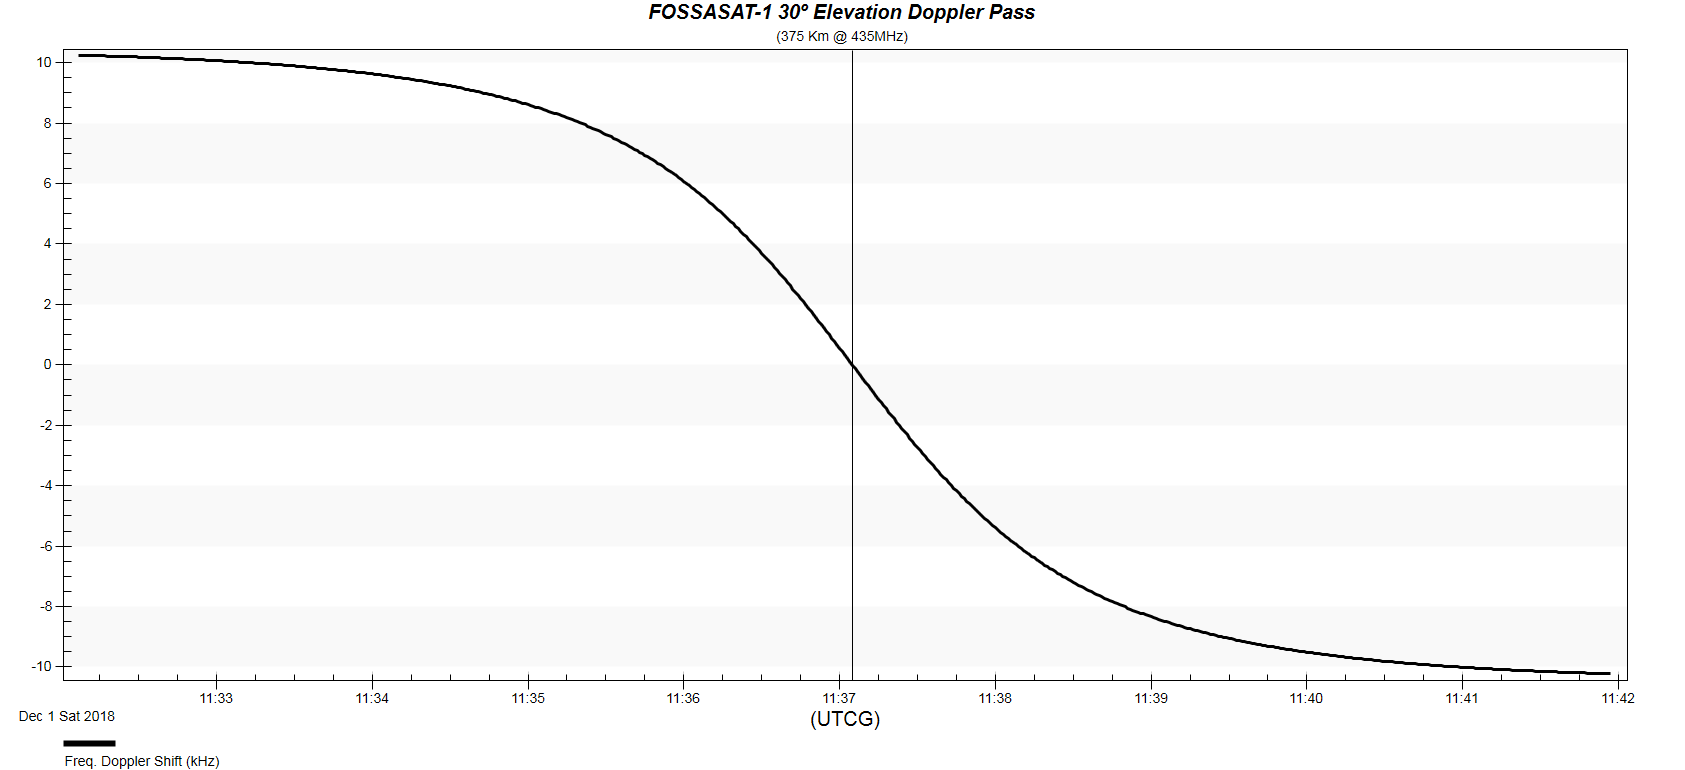 FOSSASAT-1 30º Elevation Doppler Pass
(375 Km @ 435MHz)
10
8
6
4
2
0
-2
-4
-6
-8
-10
11:33 11:34 11:35 11:36 11:37 11:38 11:39 11:40 11:41 11:42
Dec 1 Sat 2018
(UTCG)
Freq. Doppler Shift (kHz)